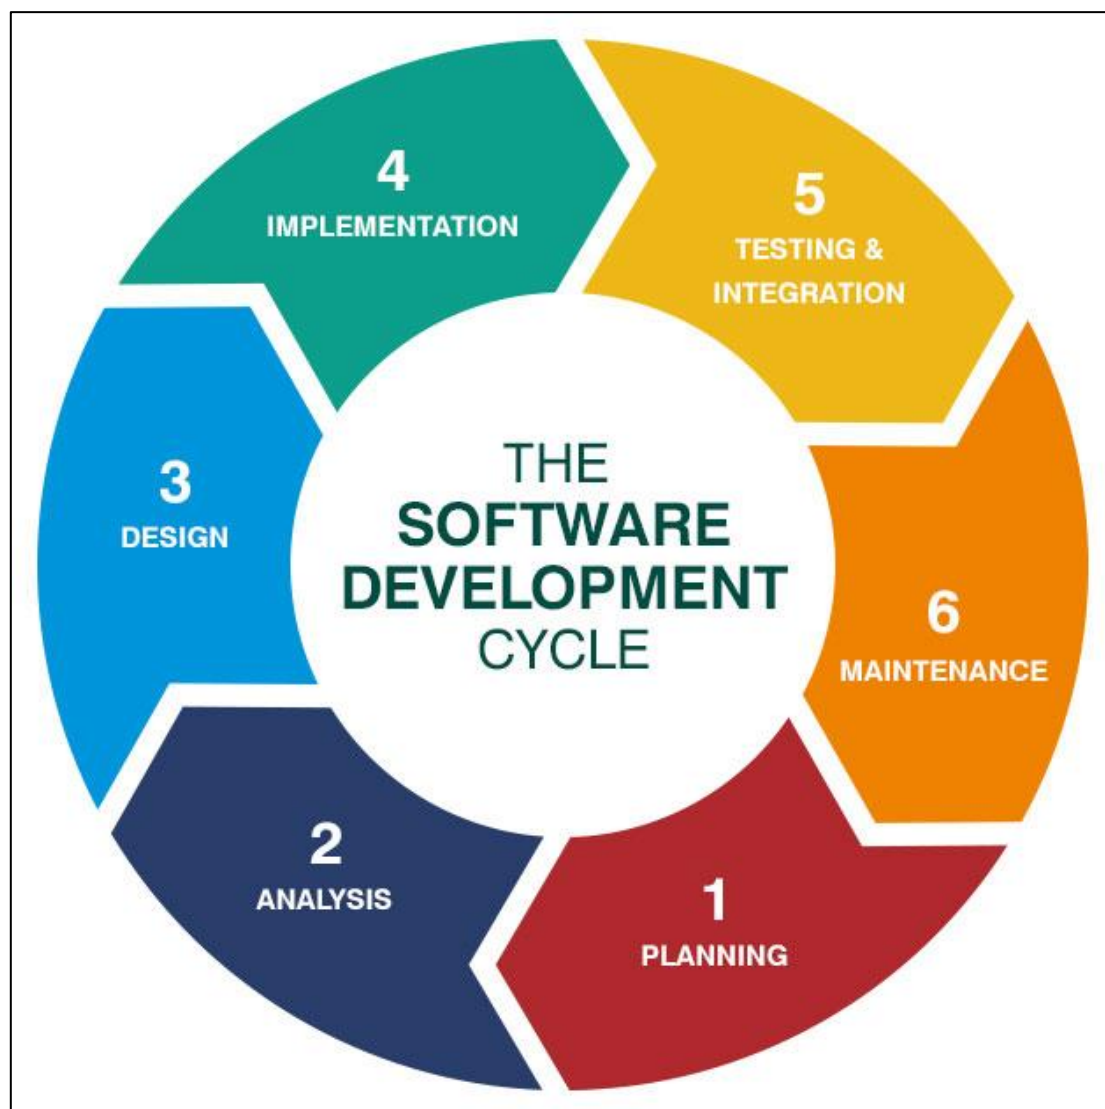 THE
SOFTWARE
DEVELOPMENT
CYCLE
1
PLANNING
2
ANALYSIS
3
DESIGN
4
IMPLEMENTATION
5
TESTING &
INTEGRATION
6
MAINTENANCE